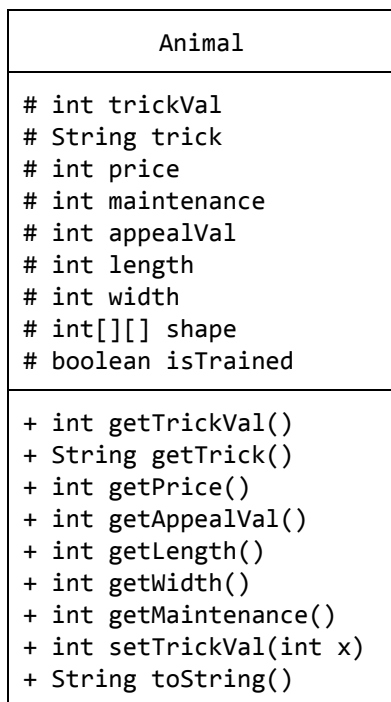 Animal
# int trickVal
# String trick
# int price
# int maintenance
# int appealVal
# int length
# int width
# int[][] shape
# boolean isTrained
+ int getTrickVal()
+ String getTrick()
+ int getPrice()
+ int getAppealVal()
+ int getLength()
+ int getWidth()
+ int getMaintenance()
+ int setTrickVal(int x)
+ String toString()